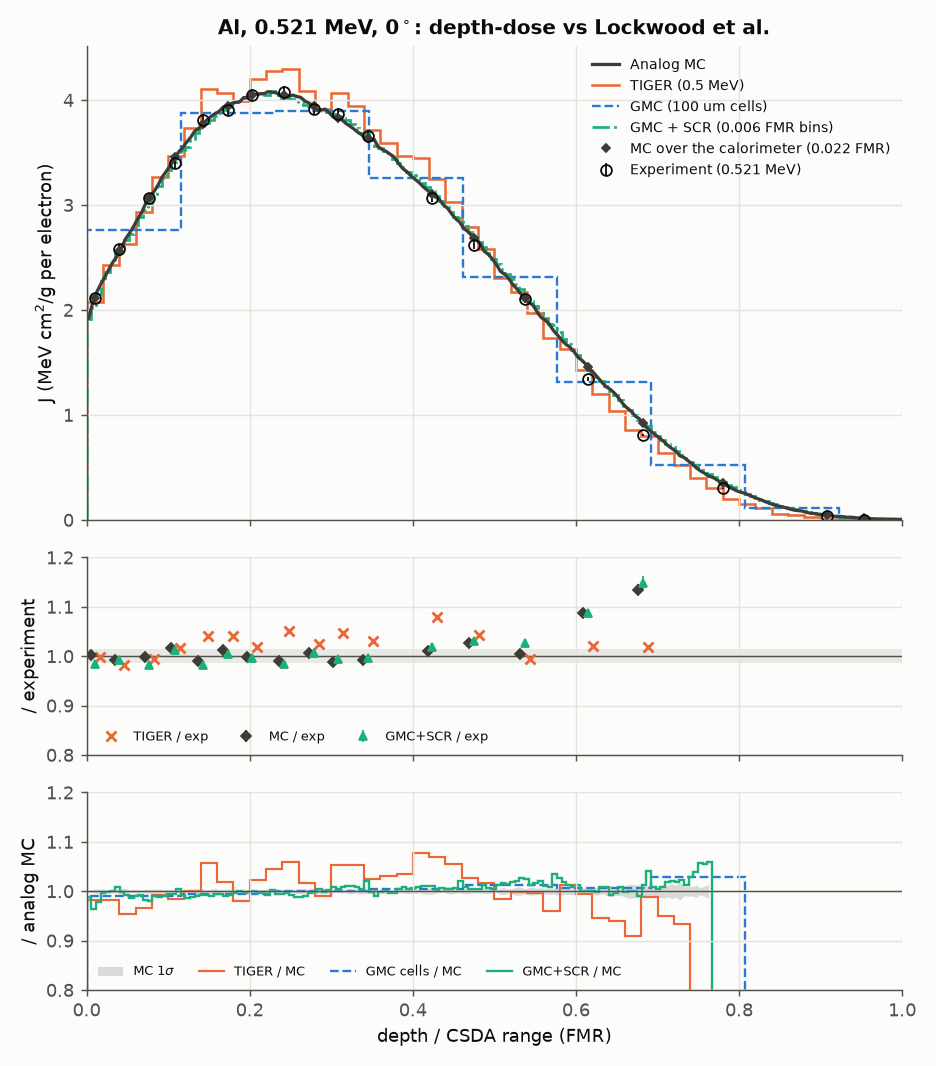 Al, 0.521 MeV, 0°: depth-dose vs Lockwood et al.
J (MeV cm²/g per electron)
4
3
2
1
0
Analog MC
TIGER (0.5 MeV)
GMC (100 um cells)
GMC + SCR (0.006 FMR bins)
MC over the calorimeter (0.022 FMR)
Experiment (0.521 MeV)
/ experiment
1.2
1.1
1.0
0.9
0.8
TIGER / exp
MC / exp
GMC+SCR / exp
/ analog MC
1.2
1.1
1.0
0.9
0.8
MC 1σ
TIGER / MC
GMC cells / MC
GMC+SCR / MC
0.0
0.2
0.4
0.6
0.8
1.0
depth / CSDA range (FMR)